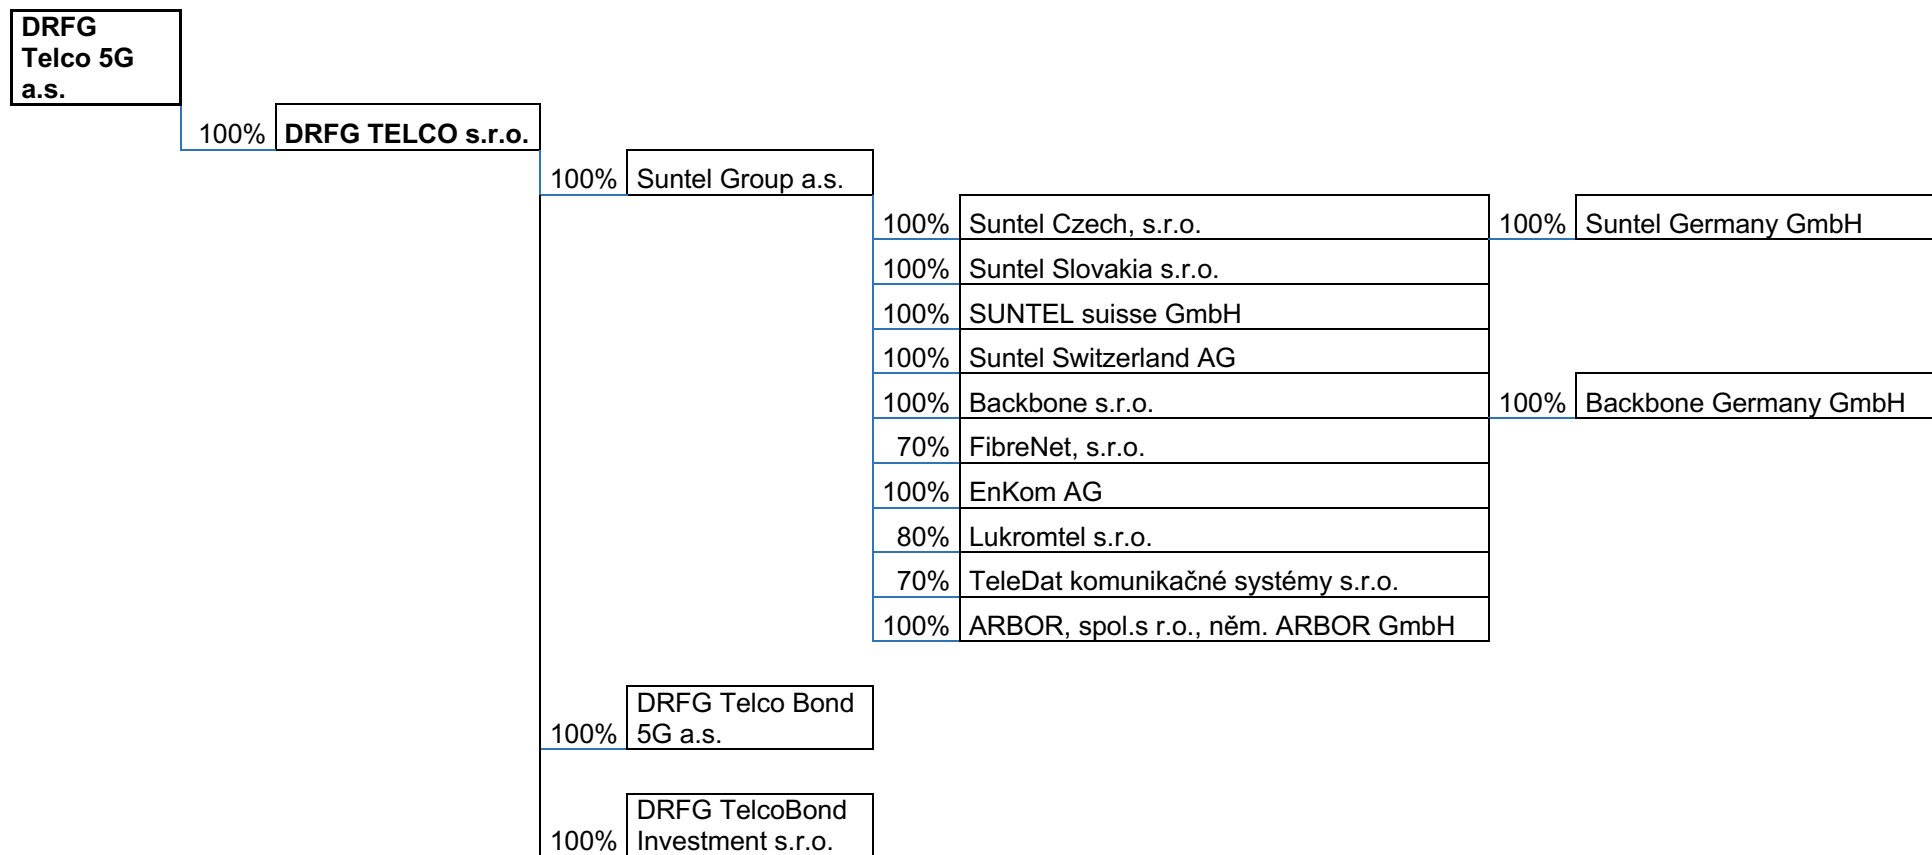 DRFG
Telco 5G
a.s.
100% DRFG TELCO s.r.o.
100% Suntel Group a.s.
100% Suntel Czech, s.r.o. 100% Suntel Germany GmbH
100% Suntel Slovakia s.r.o.
100% SUNTEL suisse GmbH
100% Suntel Switzerland AG
100% Backbone s.r.o. 100% Backbone Germany GmbH
70% FibreNet, s.r.o.
100% EnKom AG
80% Lukromtel s.r.o.
70% TeleDat komunikačné systémy s.r.o.
100% ARBOR, spol.s r.o., něm. ARBOR GmbH
DRFG Telco Bond
100% 5G a.s.
DRFG TelcoBond
100% Investment s.r.o.